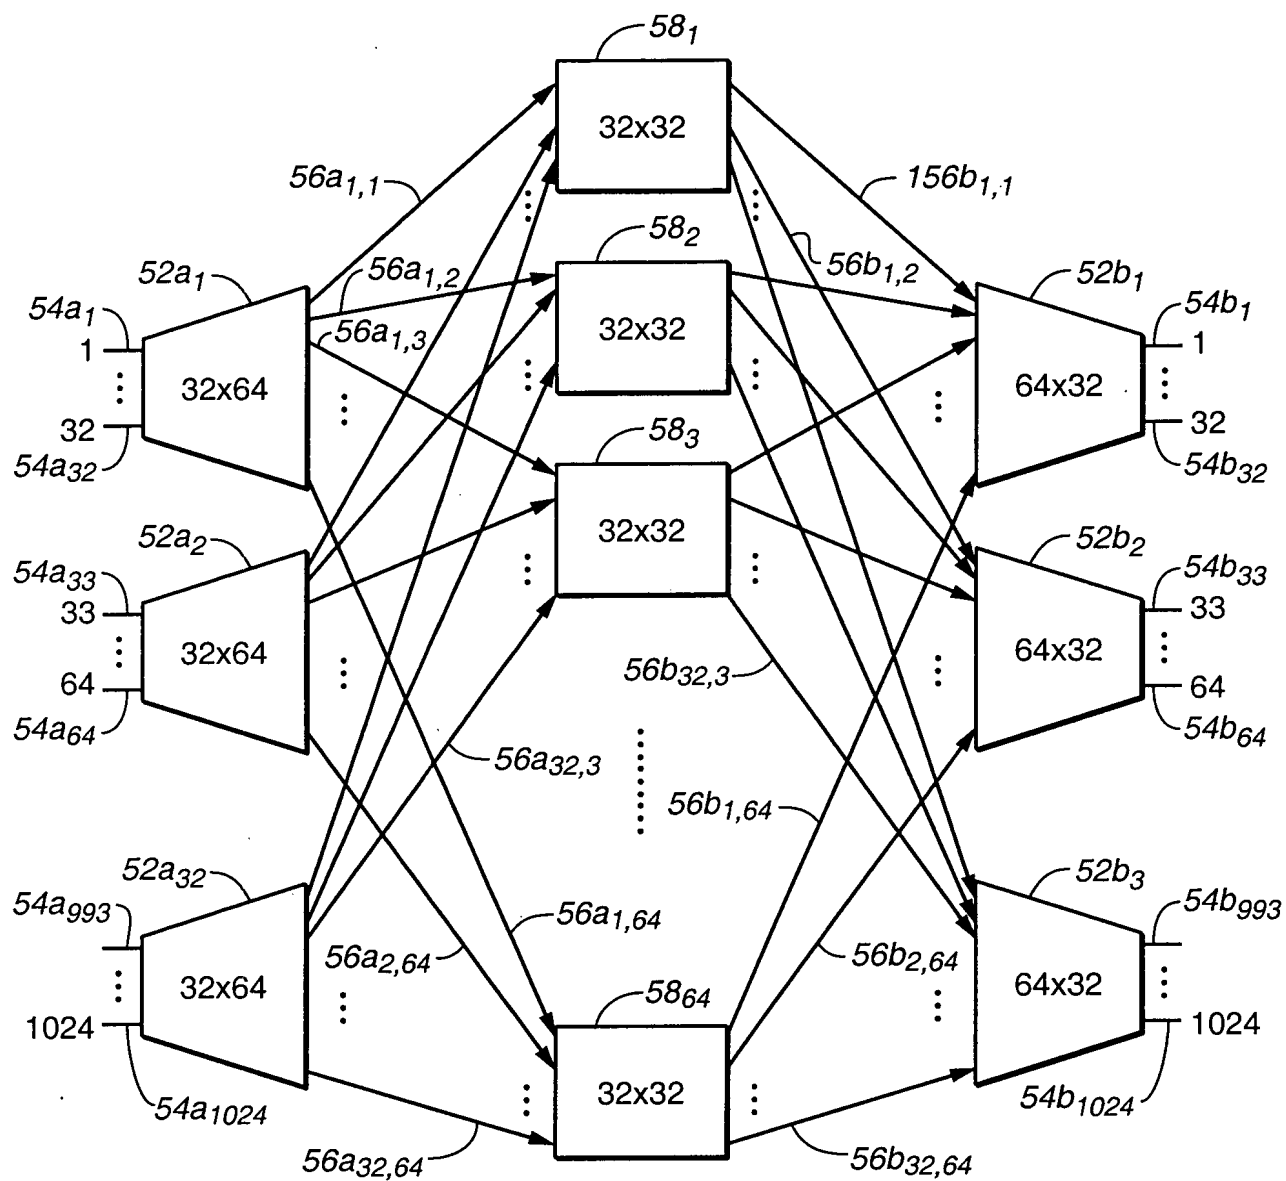 58₁
32x32
56a₁,₁
156b₁,₁
58₂
52a₁
56a₁,₂
56b₁,₂
52b₁
54a₁
32x32
54b₁
1
56a₁,₃
1
32x64
64x32
32
58₃
32
54a₃₂
54b₃₂
52a₂
32x32
52b₂
54a₃₃
54b₃₃
33
33
32x64
64x32
64
56b₃₂,₃
64
54a₆₄
54b₆₄
56a₃₂,₃
56b₁,₆₄
52a₃₂
52b₃
54a₉₉₃
56a₁,₆₄
54b₉₉₃
56a₂,₆₄
56b₂,₆₄
32x64
58₆₄
64x32
1024
1024
32x32
54a₁₀₂₄
54b₁₀₂₄
56a₃₂,₆₄
56b₃₂,₆₄